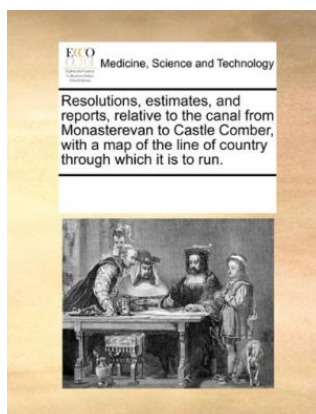 ECCO
Medicine, Science and Technology
Resolutions, estimates, and
reports, relative to the canal from
Monasterevan to Castle Comber,
with a map of the line of country
through which it is to run.